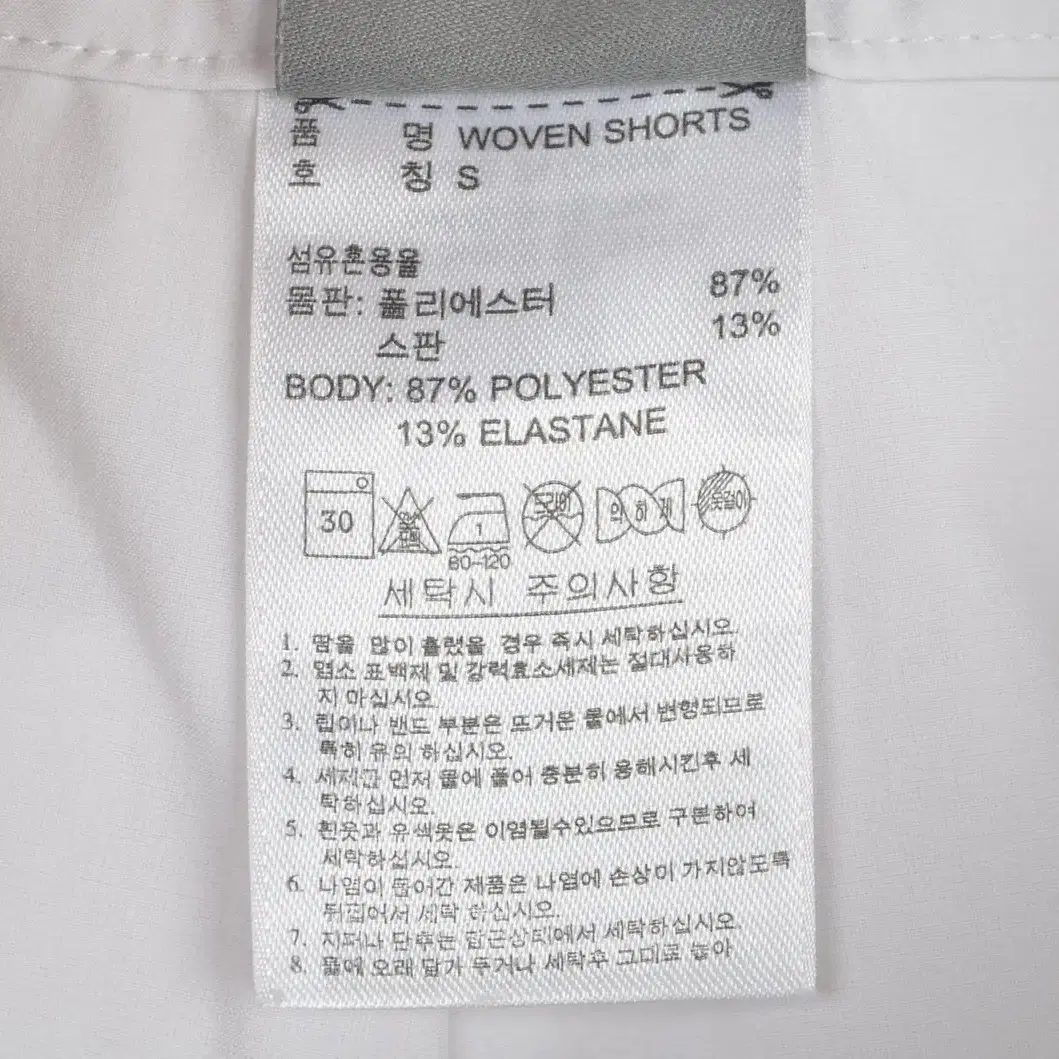 품 명 WOVEN SHORTS
호 칭 S
섬유혼용율
몸판: 폴리에스터 87%
스판 13%
BODY: 87% POLYESTER
13% ELASTANE
30 염소표백 1 드라이 약하게 옷걸이
80-120
세탁시 주의사항
1. 땀을 많이 흘렸을 경우 즉시 세탁하십시오.
2. 염소 표백제 및 강력효소세제는 절대사용하
지 마십시오.
3. 립이나 밴드 부분은 뜨거운 물에서 변형되므로
특히 유의 하십시오.
4. 세제를 먼저 물에 풀어 충분히 용해시킨후 세
탁하십시오.
5. 흰옷과 유색옷은 이염될수있으므로 구분하여
세탁하십시오.
6. 나염이 들어간 제품은 나염에 손상이 가지않도록
뒤집어서 세탁 하십시오.
7. 지퍼나 단추는 잠근상태에서 세탁하십시오.
8. 물에 오래 담가 두거나 세탁후 그대로 놓아